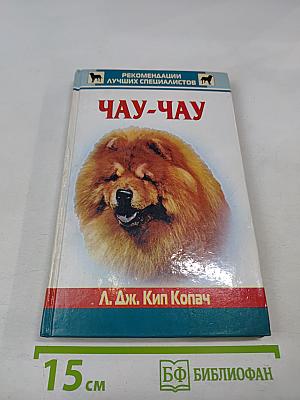 РЕКОМЕНДАЦИИ
ЛУЧШИХ СПЕЦИАЛИСТОВ
ЧАУ-ЧАУ
Л. Дж. Кип Копач
15 см
БФ БИБЛИОФАН